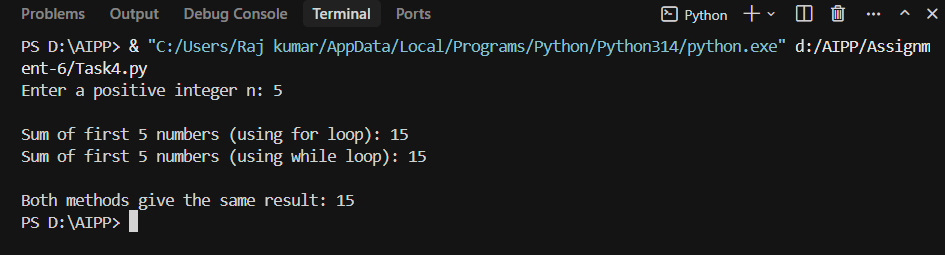 Problems Output Debug Console Terminal Ports Python
PS D:\AIPP> & "C:/Users/Raj kumar/AppData/Local/Programs/Python/Python314/python.exe" d:/AIPP/Assignm
ent-6/Task4.py
Enter a positive integer n: 5
Sum of first 5 numbers (using for loop): 15
Sum of first 5 numbers (using while loop): 15
Both methods give the same result: 15
PS D:\AIPP>